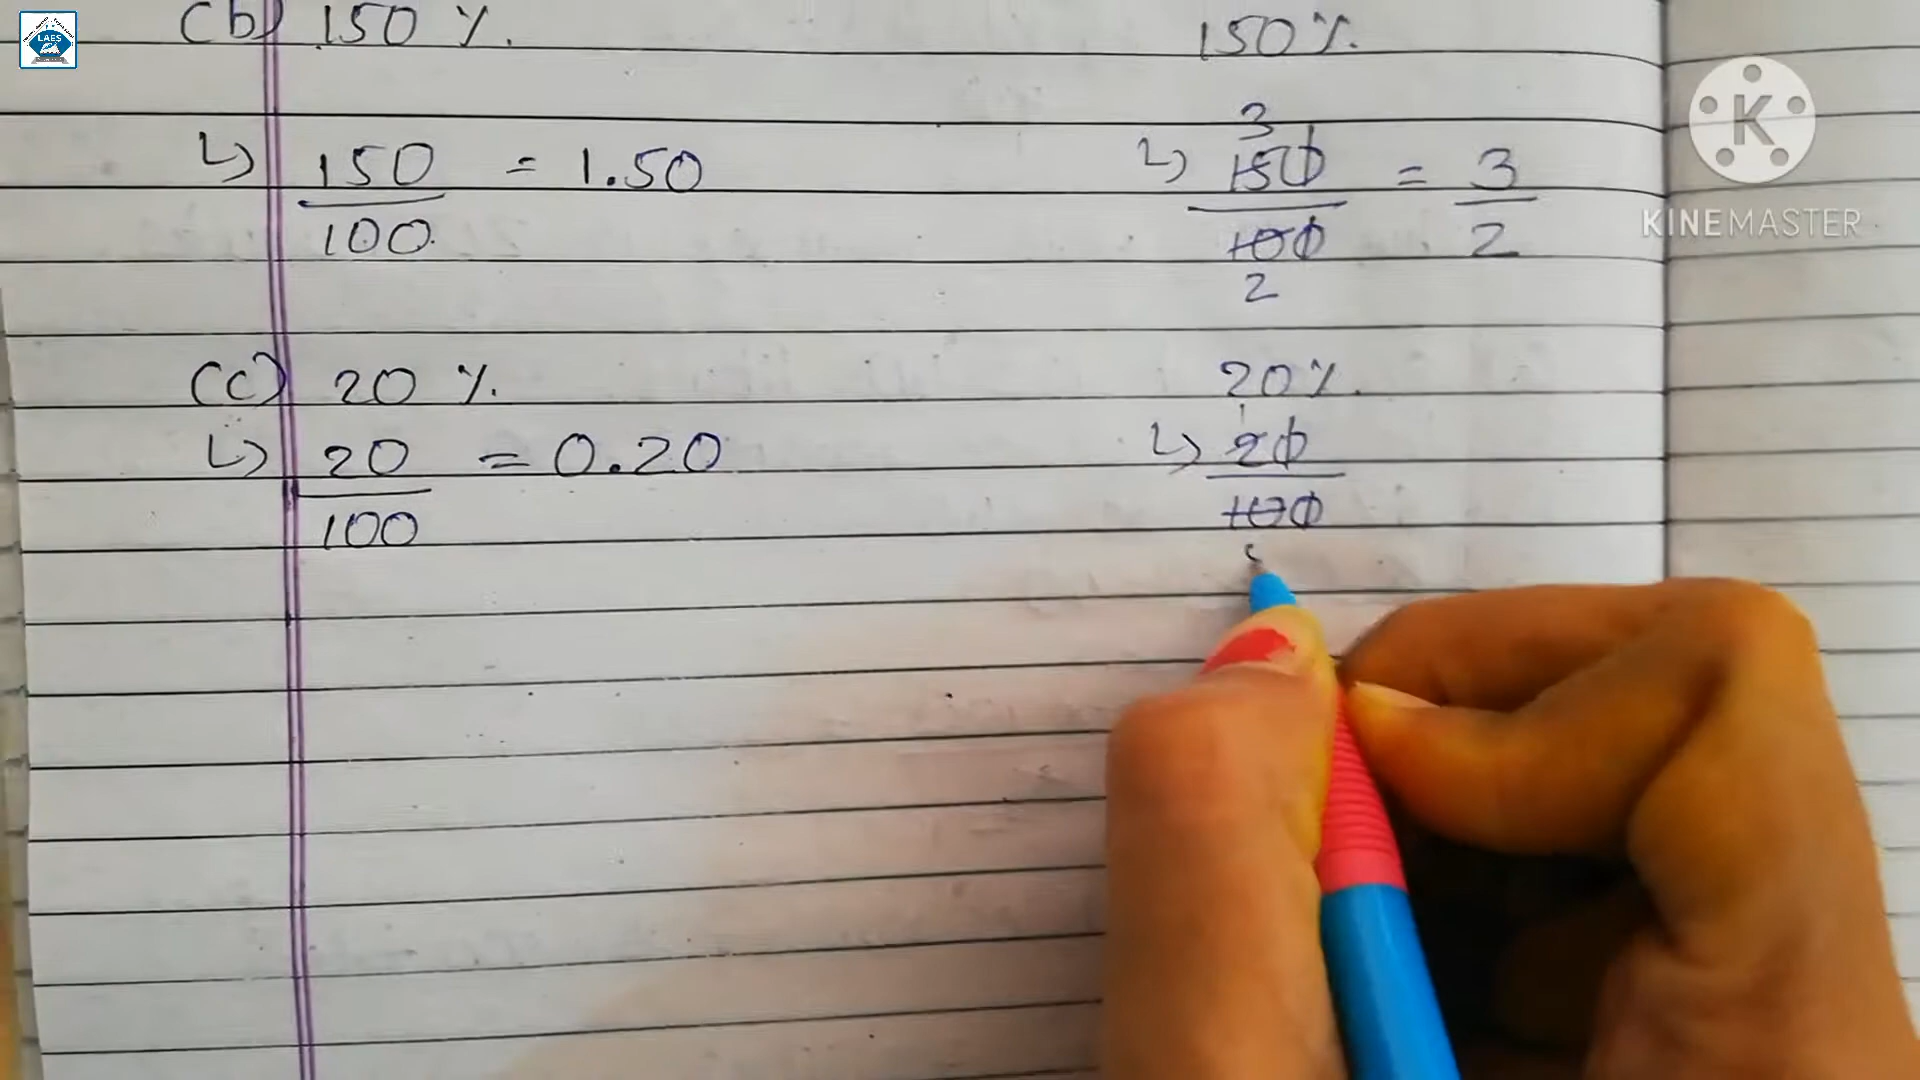 (b) 150 %. 150 %.
3
↳ 150 = 1.50 ↳ 150 = 3
100 100 2
2
(c) 20 %. 20 %.
1
↳ 20 = 0.20 ↳ 20
100 100
LAES
K
KINEMASTER